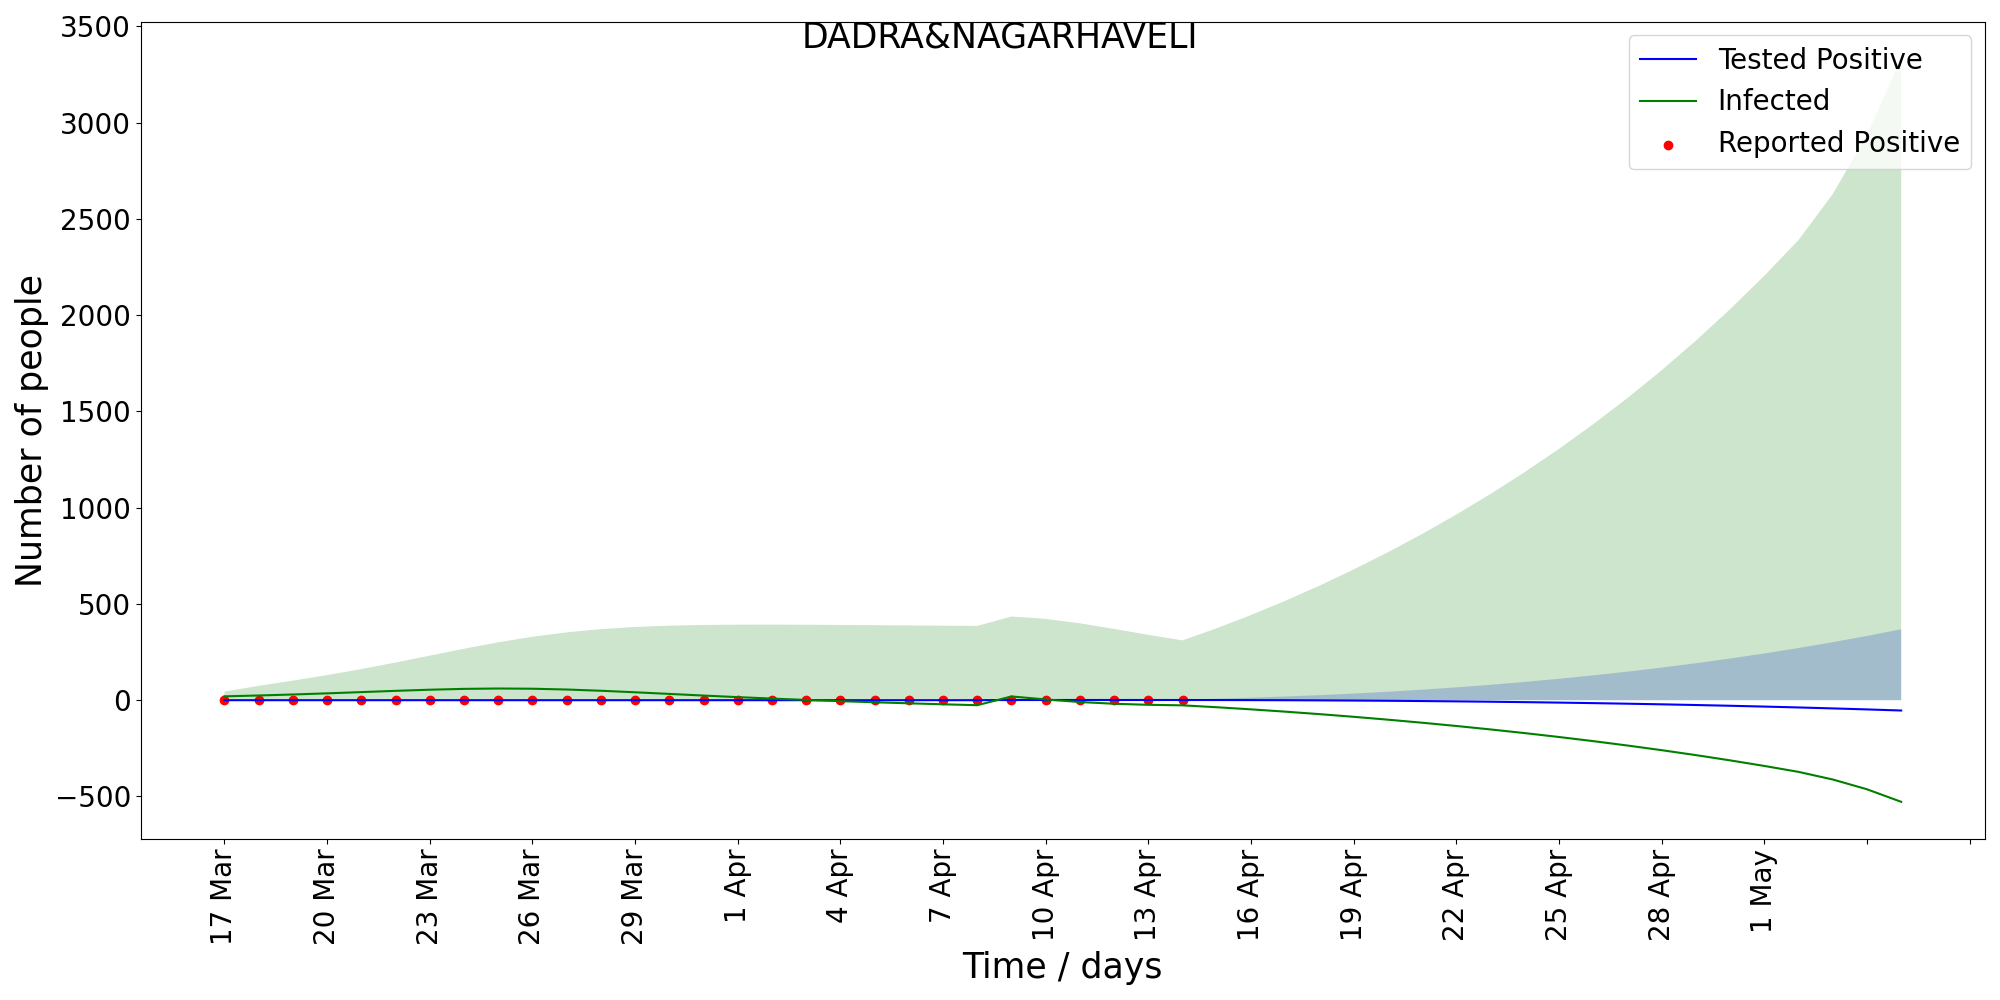 DADRA&NAGARHAVELI
Tested Positive
Infected
Reported Positive
Number of people
3500
3000
2500
2000
1500
1000
500
0
−500
17 Mar
20 Mar
23 Mar
26 Mar
29 Mar
1 Apr
4 Apr
7 Apr
10 Apr
13 Apr
16 Apr
19 Apr
22 Apr
25 Apr
28 Apr
1 May
Time / days